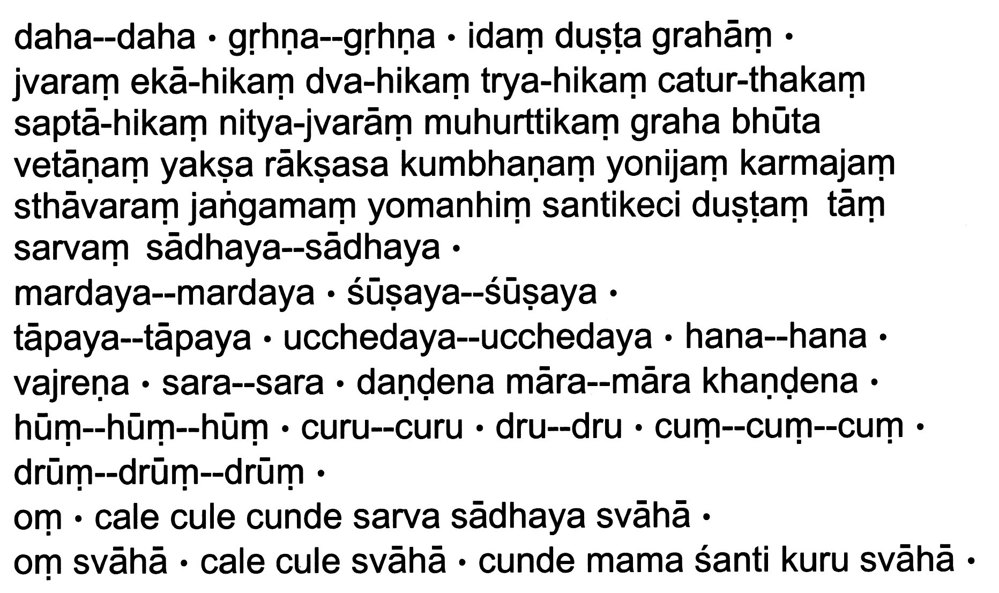 daha--daha • gṛhṇa--gṛhṇa • idaṃ duṣṭa grahāṃ •
jvaraṃ ekā-hikaṃ dva-hikaṃ trya-hikaṃ catur-thakaṃ
saptā-hikaṃ nitya-jvarāṃ muhurttikaṃ graha bhūta
vetāṇaṃ yakṣa rākṣasa kumbhaṇaṃ yonijaṃ karmajaṃ
sthāvaraṃ jaṅgamaṃ yomanhiṃ santikeci duṣṭaṃ tāṃ
sarvaṃ sādhaya--sādhaya •
mardaya--mardaya • śūṣaya--śūṣaya •
tāpaya--tāpaya • ucchedaya--ucchedaya • hana--hana •
vajreṇa • sara--sara • daṇḍena māra--māra khaṇḍena •
hūṃ--hūṃ--hūṃ • curu--curu • dru--dru • cuṃ--cuṃ--cuṃ •
drūṃ--drūṃ--drūṃ •
oṃ • cale cule cunde sarva sādhaya svāhā •
oṃ svāhā • cale cule svāhā • cunde mama śanti kuru svāhā •